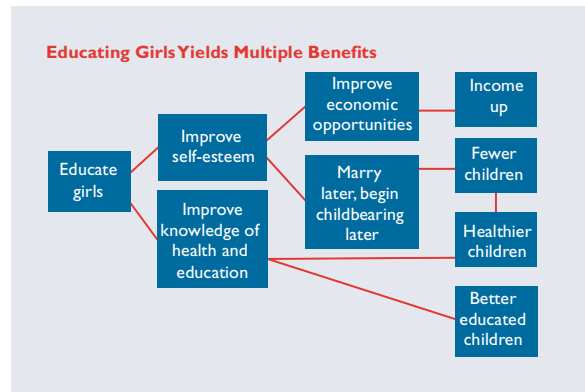 Educating Girls Yields Multiple Benefits
Educate
girls
Improve
self-esteem
Improve
knowledge of
health and
education
Improve
economic
opportunities
Marry
later, begin
childbearing
later
Income
up
Fewer
children
Healthier
children
Better
educated
children